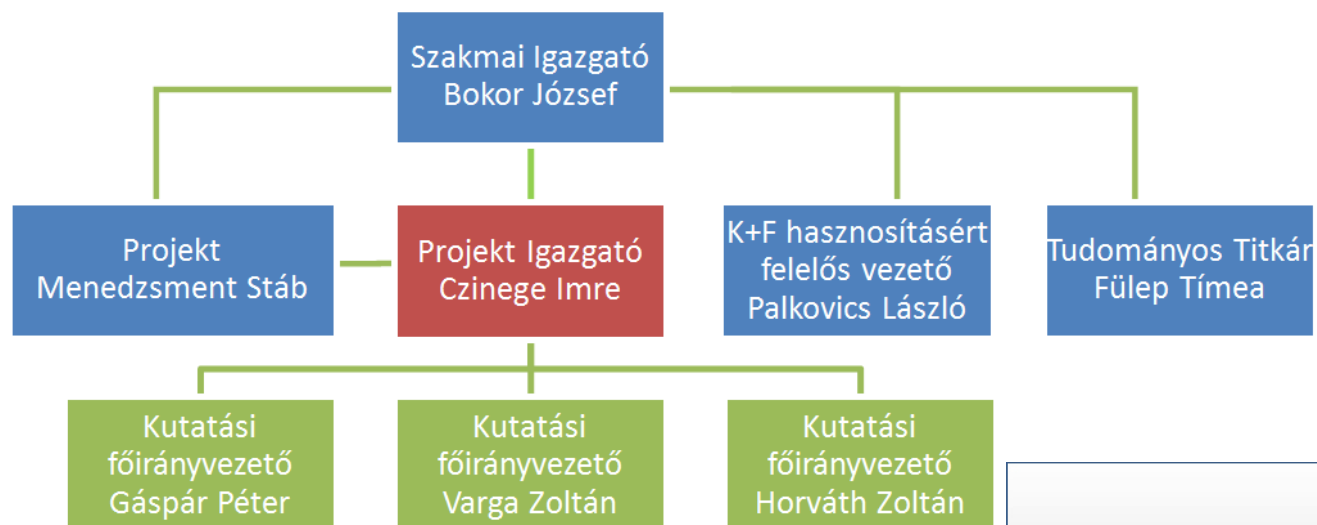 Szakmai Igazgató
Bokor József
Projekt
Menedzsment Stáb
Projekt Igazgató
Czinege Imre
K+F hasznosításért
felelős vezető
Palkovics László
Tudományos Titkár
Fülep Tímea
Kutatási
főirányvezető
Gáspár Péter
Kutatási
főirányvezető
Varga Zoltán
Kutatási
főirányvezető
Horváth Zoltán